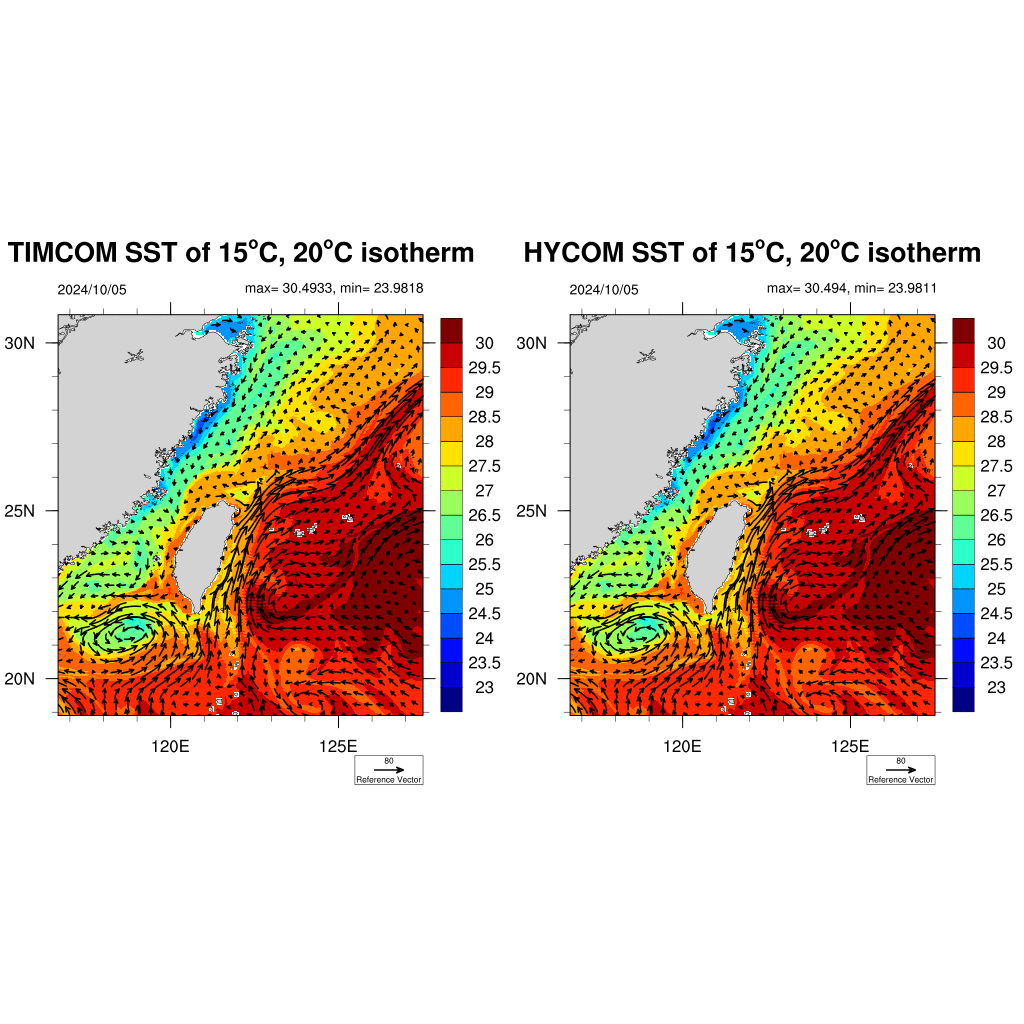 TIMCOM SST of 15°C, 20°C isotherm
2024/10/05
max= 30.4933, min= 23.9818
30N
25N
20N
120E
125E
30
29.5
29
28.5
28
27.5
27
26.5
26
25.5
25
24.5
24
23.5
23
80
Reference Vector
HYCOM SST of 15°C, 20°C isotherm
2024/10/05
max= 30.494, min= 23.9811
30N
25N
20N
120E
125E
30
29.5
29
28.5
28
27.5
27
26.5
26
25.5
25
24.5
24
23.5
23
80
Reference Vector